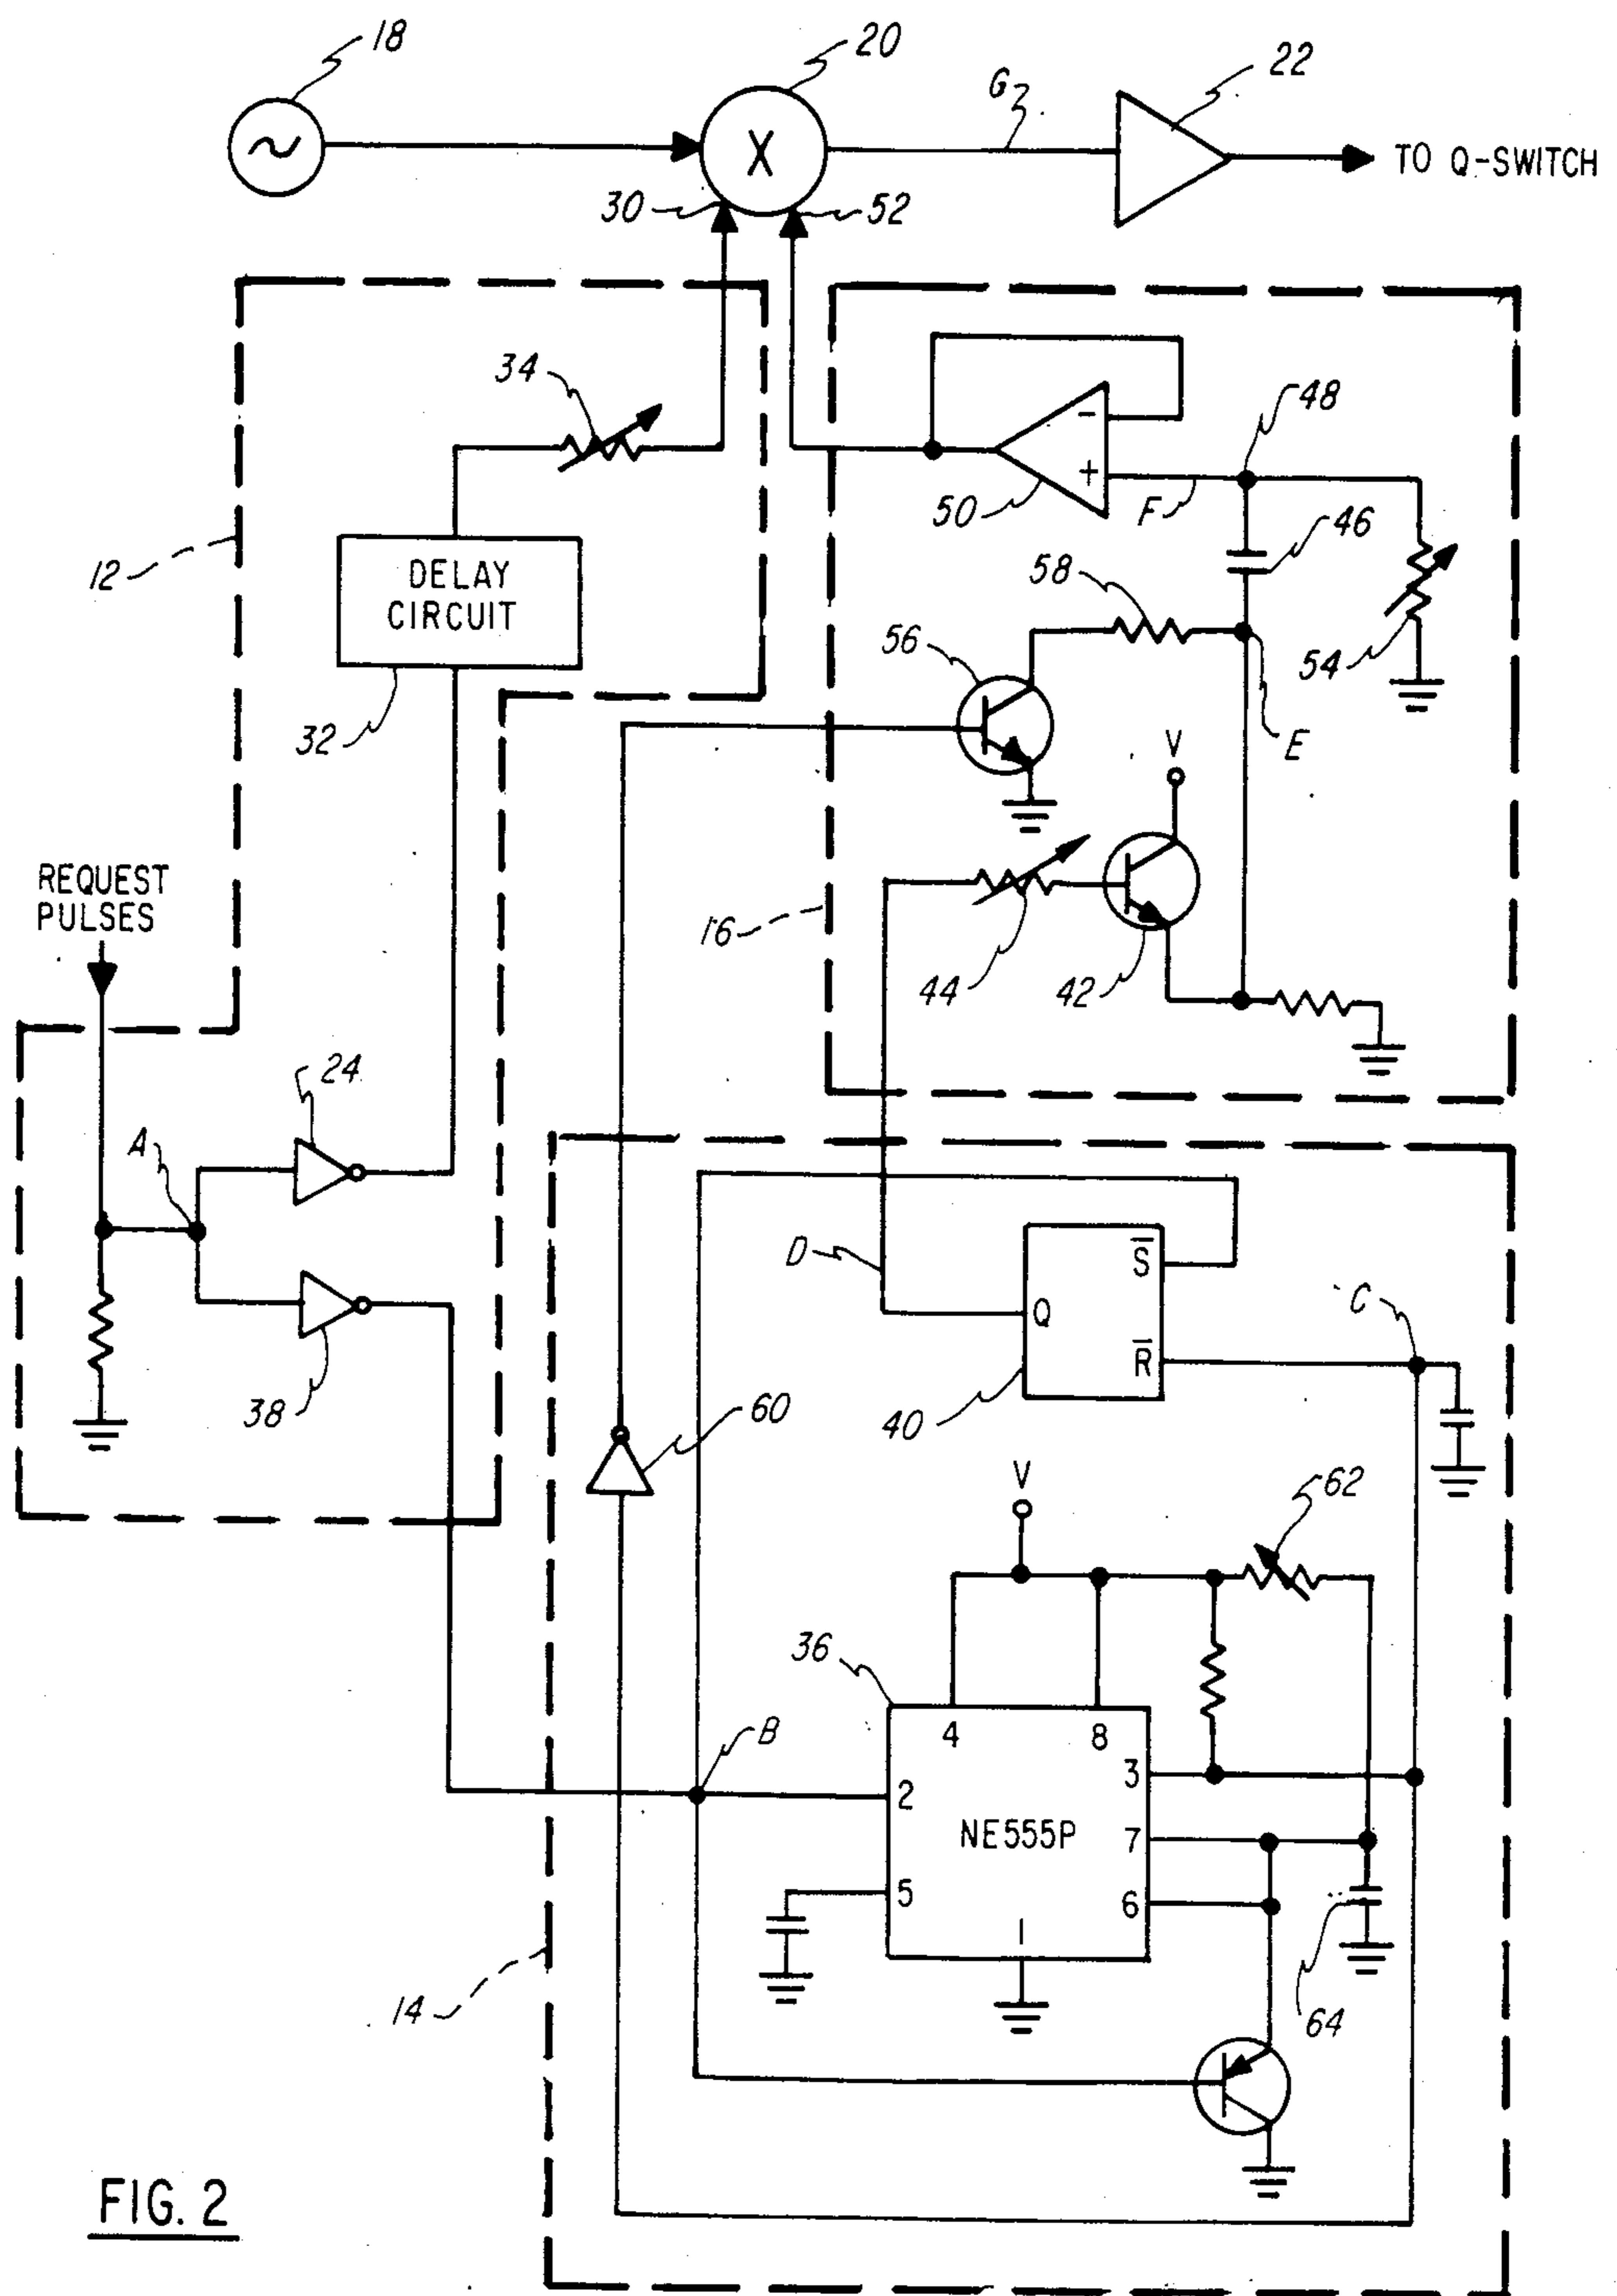 18
20
G
22
X
TO Q-SWITCH
30
52
34
48
-
+
50
F
46
12
DELAY
CIRCUIT
58
56
54
32
E
V
REQUEST
PULSES
16
44
42
24
A
D
S̅
C
Q
R̅
38
60
40
V
62
36
B
4
8
3
2
NE555P
7
5
6
1
14
64
FIG. 2